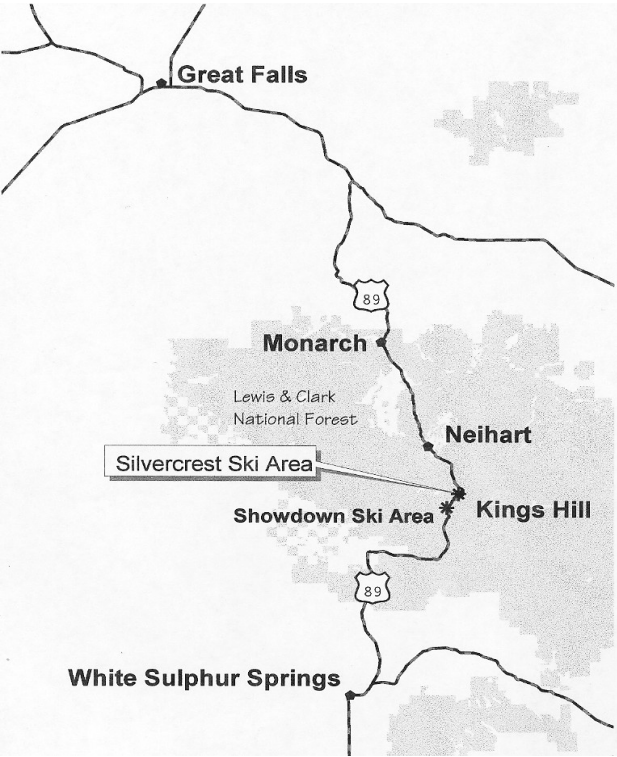 Great Falls
89
Monarch
Lewis & Clark
National Forest
Neihart
Silvercrest Ski Area
Kings Hill
Showdown Ski Area
89
White Sulphur Springs